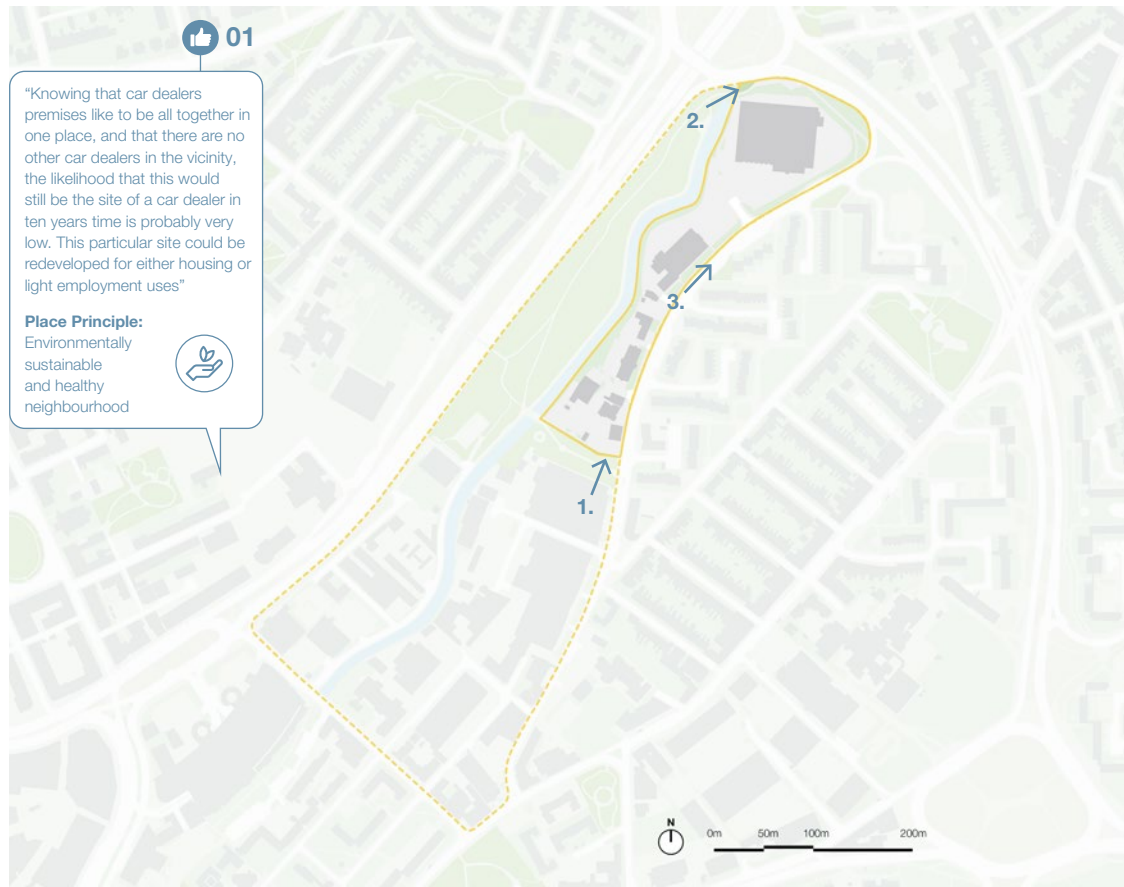 01
“Knowing that car dealers
premises like to be all together in
one place, and that there are no
other car dealers in the vicinity,
the likelihood that this would
still be the site of a car dealer in
ten years time is probably very
low. This particular site could be
redeveloped for either housing or
light employment uses”
Place Principle:
Environmentally
sustainable
and healthy
neighbourhood
2.
3.
1.
N
0m 50m 100m 200m